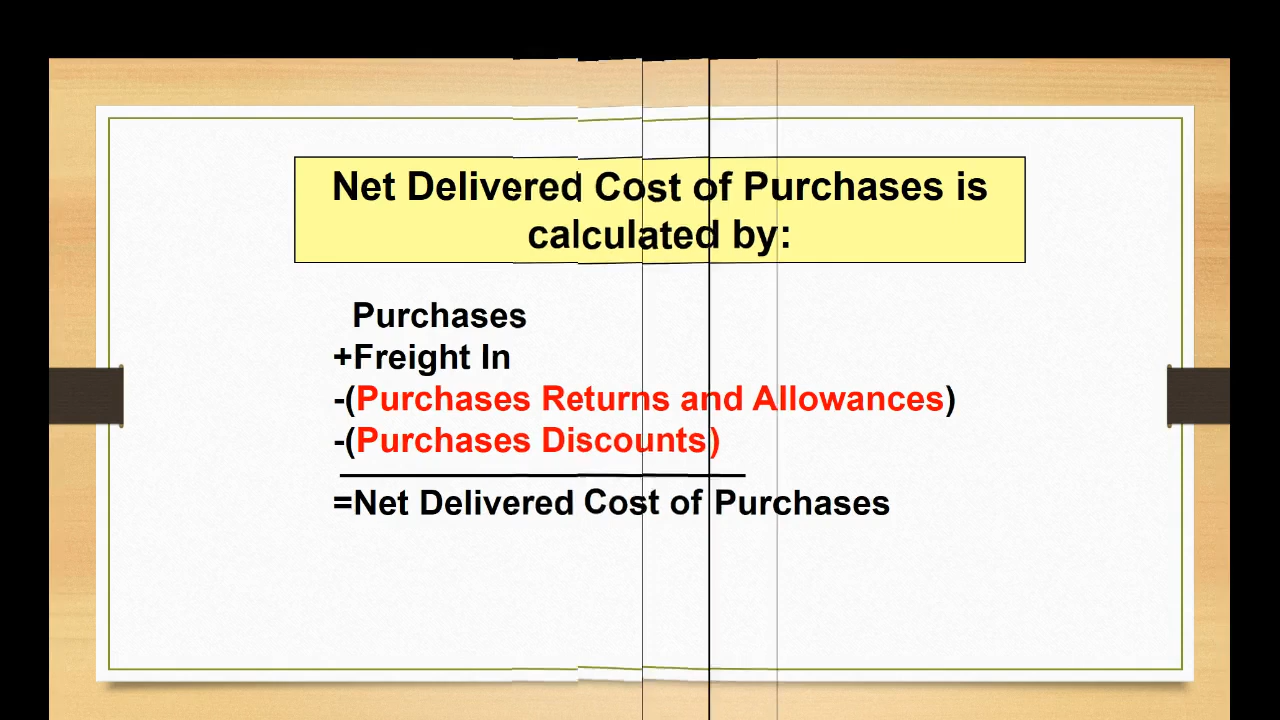 Net Delivered Cost of Purchases is
calculated by:
Purchases
+Freight In
-(Purchases Returns and Allowances)
-(Purchases Discounts)
=Net Delivered Cost of Purchases